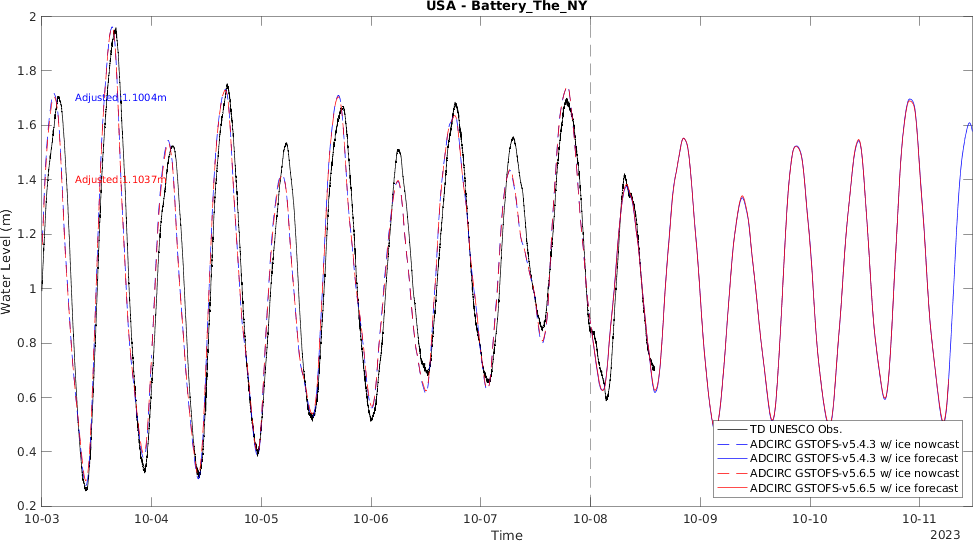 USA - Battery_The_NY
2
1.8
1.6
1.4
1.2
1
0.8
0.6
0.4
0.2
Water Level (m)
Adjusted 1.1004m
Adjusted 1.1037m
TD UNESCO Obs.
ADCIRC GSTOFS-v5.4.3 w/ ice nowcast
ADCIRC GSTOFS-v5.4.3 w/ ice forecast
ADCIRC GSTOFS-v5.6.5 w/ ice nowcast
ADCIRC GSTOFS-v5.6.5 w/ ice forecast
10-03 10-04 10-05 10-06 10-07 10-08 10-09 10-10 10-11
Time
2023